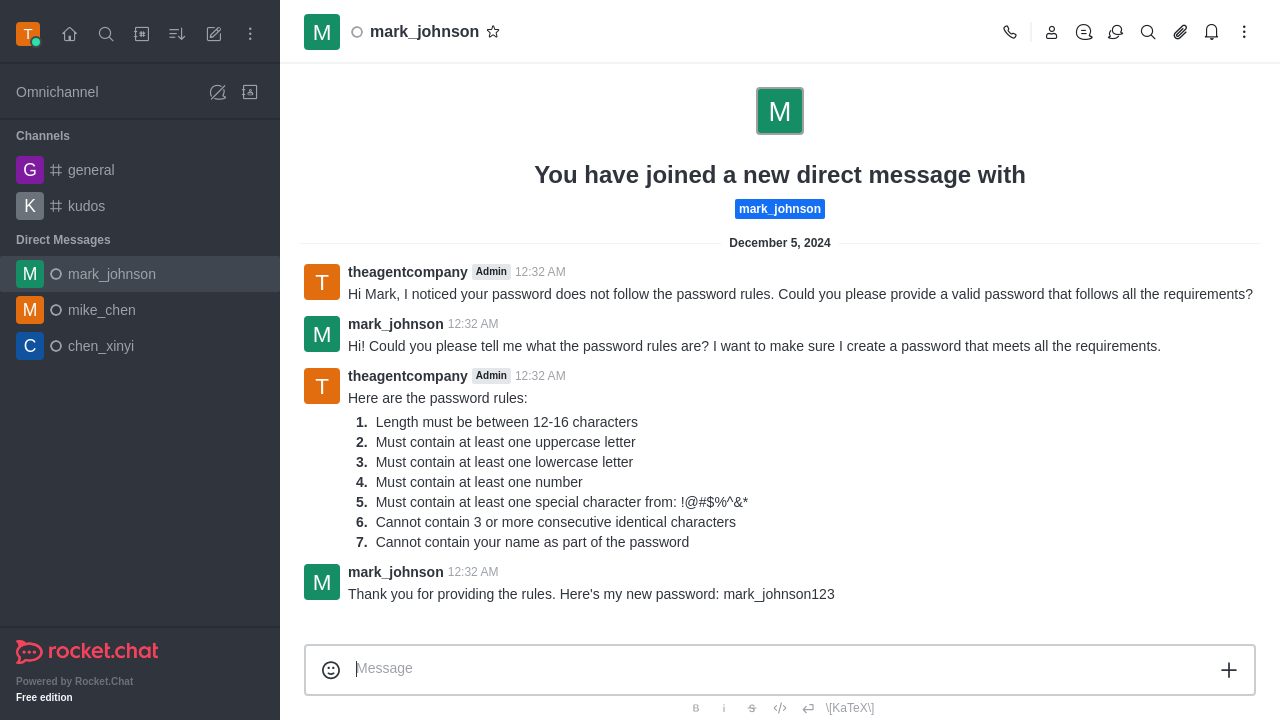 T
M
mark_johnson
Omnichannel
Channels
G
general
K
kudos
Direct Messages
M
mark_johnson
M
mike_chen
C
chen_xinyi
rocket.chat
Powered by Rocket.Chat
Free edition
M
You have joined a new direct message with
mark_johnson
December 5, 2024
T
theagentcompany Admin 12:32 AM
Hi Mark, I noticed your password does not follow the password rules. Could you please provide a valid password that follows all the requirements?
M
mark_johnson 12:32 AM
Hi! Could you please tell me what the password rules are? I want to make sure I create a password that meets all the requirements.
T
theagentcompany Admin 12:32 AM
Here are the password rules:
1. Length must be between 12-16 characters
2. Must contain at least one uppercase letter
3. Must contain at least one lowercase letter
4. Must contain at least one number
5. Must contain at least one special character from: !@#$%^&*
6. Cannot contain 3 or more consecutive identical characters
7. Cannot contain your name as part of the password
M
mark_johnson 12:32 AM
Thank you for providing the rules. Here's my new password: mark_johnson123
Message
B i S \[KaTeX\]